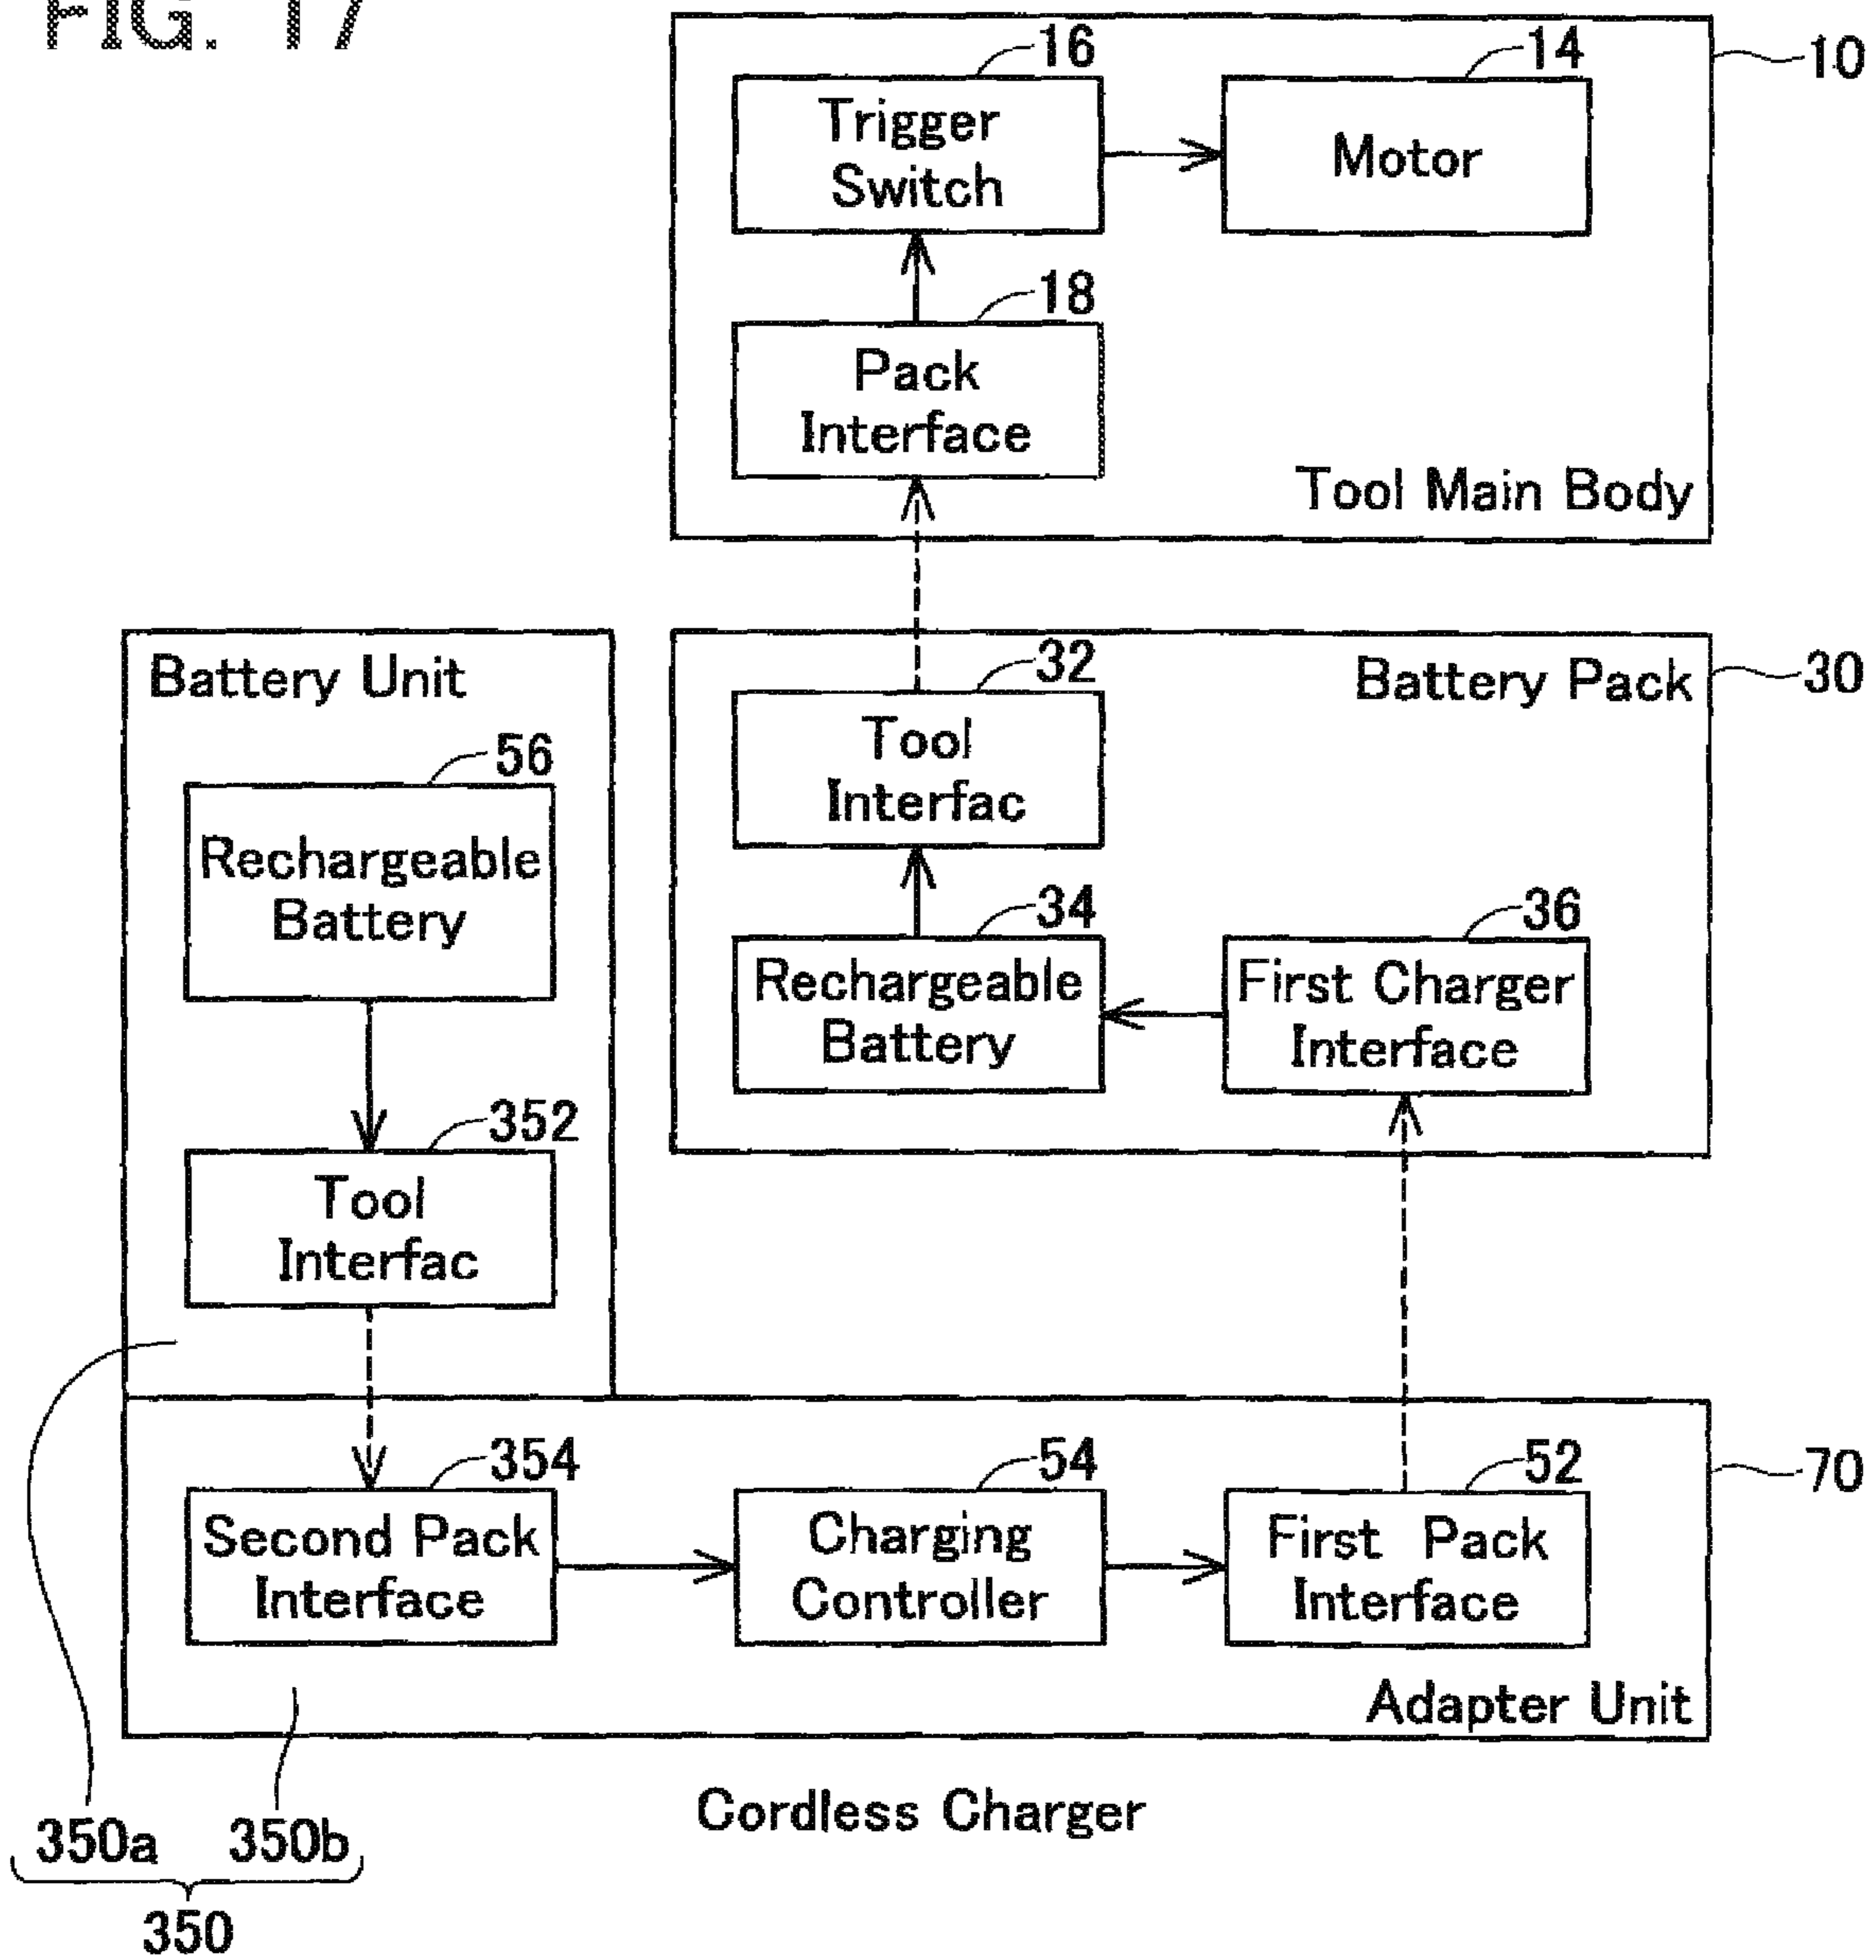 FIG. 17
16
14
10
Trigger
Switch
Motor
18
Pack
Interface
Tool Main Body
Battery Unit
32
Battery Pack
30
Tool
Interfac
56
Rechargeable
Battery
34
36
Rechargeable
Battery
First Charger
Interface
352
Tool
Interfac
354
54
52
70
Second Pack
Interface
Charging
Controller
First Pack
Interface
Adapter Unit
Cordless Charger
350a
350b
350